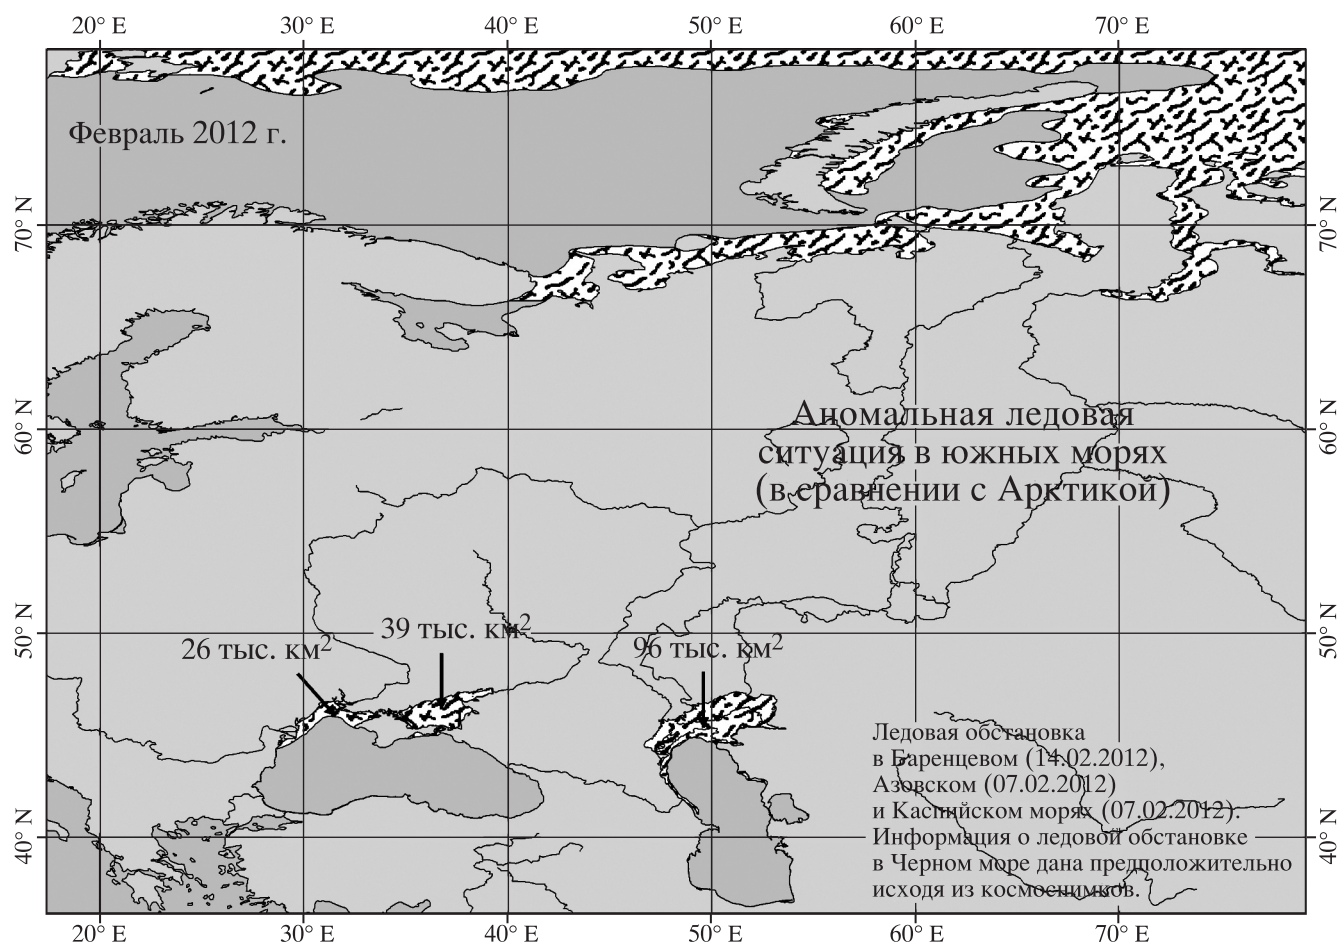 20° E 30° E 40° E 50° E 60° E 70° E
Февраль 2012 г.
70° N 70° N
60° N 60° N
Аномальная ледовая
ситуация в южных морях
(в сравнении с Арктикой)
50° N 50° N
39 тыс. км²
26 тыс. км²
96 тыс. км²
Ледовая обстановка
в Баренцевом (14.02.2012),
Азовском (07.02.2012)
и Каспийском морях (07.02.2012).
Информация о ледовой обстановке
в Черном море дана предположительно
исходя из космоснимков.
40° N 40° N
20° E 30° E 40° E 50° E 60° E 70° E